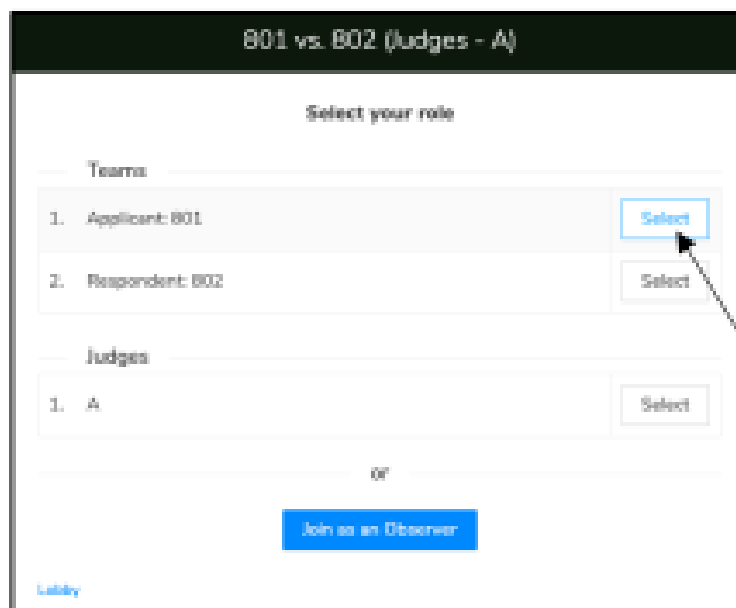 801 vs. 802 (Judges - A)
Select your role
Teams
1. Applicant: 801 Select
2. Respondent: 802 Select
Judges
1. A Select
or
Join as an Observer
Lobby